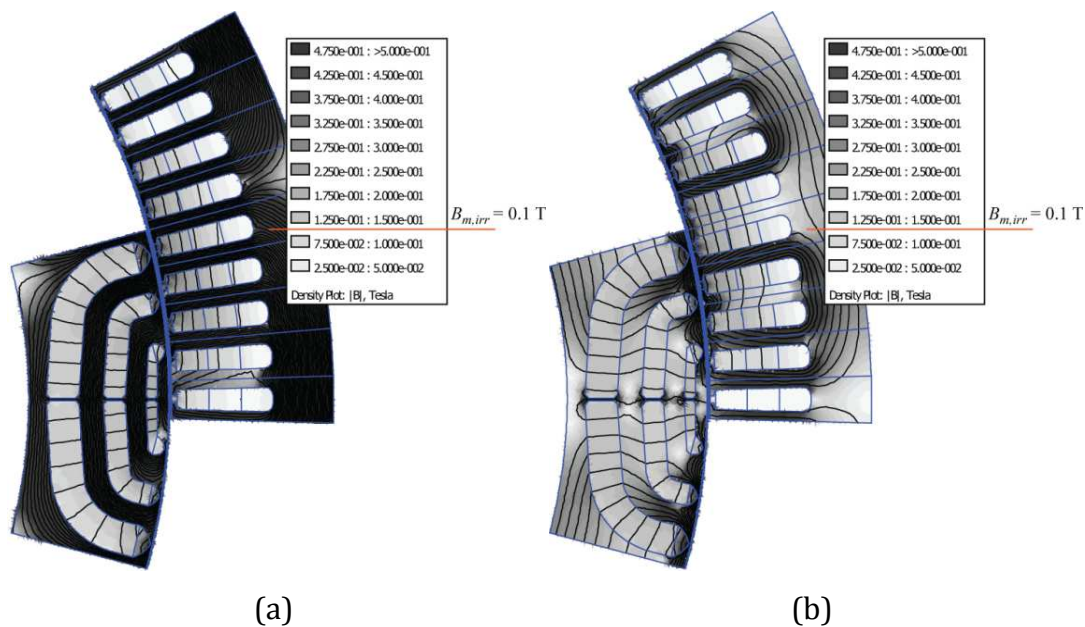 4.750e-001 : >5.000e-001
4.250e-001 : 4.500e-001
3.750e-001 : 4.000e-001
3.250e-001 : 3.500e-001
2.750e-001 : 3.000e-001
2.250e-001 : 2.500e-001
1.750e-001 : 2.000e-001
1.250e-001 : 1.500e-001
7.500e-002 : 1.000e-001
2.500e-002 : 5.000e-002
Density Plot: |B|, Tesla
B_{m,irr} = 0.1 T
(a)
4.750e-001 : >5.000e-001
4.250e-001 : 4.500e-001
3.750e-001 : 4.000e-001
3.250e-001 : 3.500e-001
2.750e-001 : 3.000e-001
2.250e-001 : 2.500e-001
1.750e-001 : 2.000e-001
1.250e-001 : 1.500e-001
7.500e-002 : 1.000e-001
2.500e-002 : 5.000e-002
Density Plot: |B|, Tesla
B_{m,irr} = 0.1 T
(b)